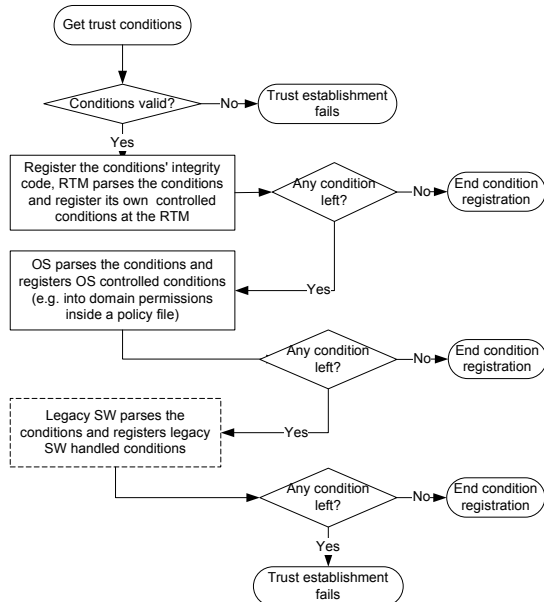 Get trust conditions
Conditions valid?
No
Trust establishment
fails
Yes
Register the conditions' integrity
code, RTM parses the conditions
and register its own controlled
conditions at the RTM
Any condition
left?
No
End condition
registration
Yes
OS parses the conditions and
registers OS controlled conditions
(e.g. into domain permissions
inside a policy file)
Any condition
left?
No
End condition
registration
Yes
Legacy SW parses the
conditions and registers legacy
SW handled conditions
Any condition
left?
No
End condition
registration
Yes
Trust establishment
fails